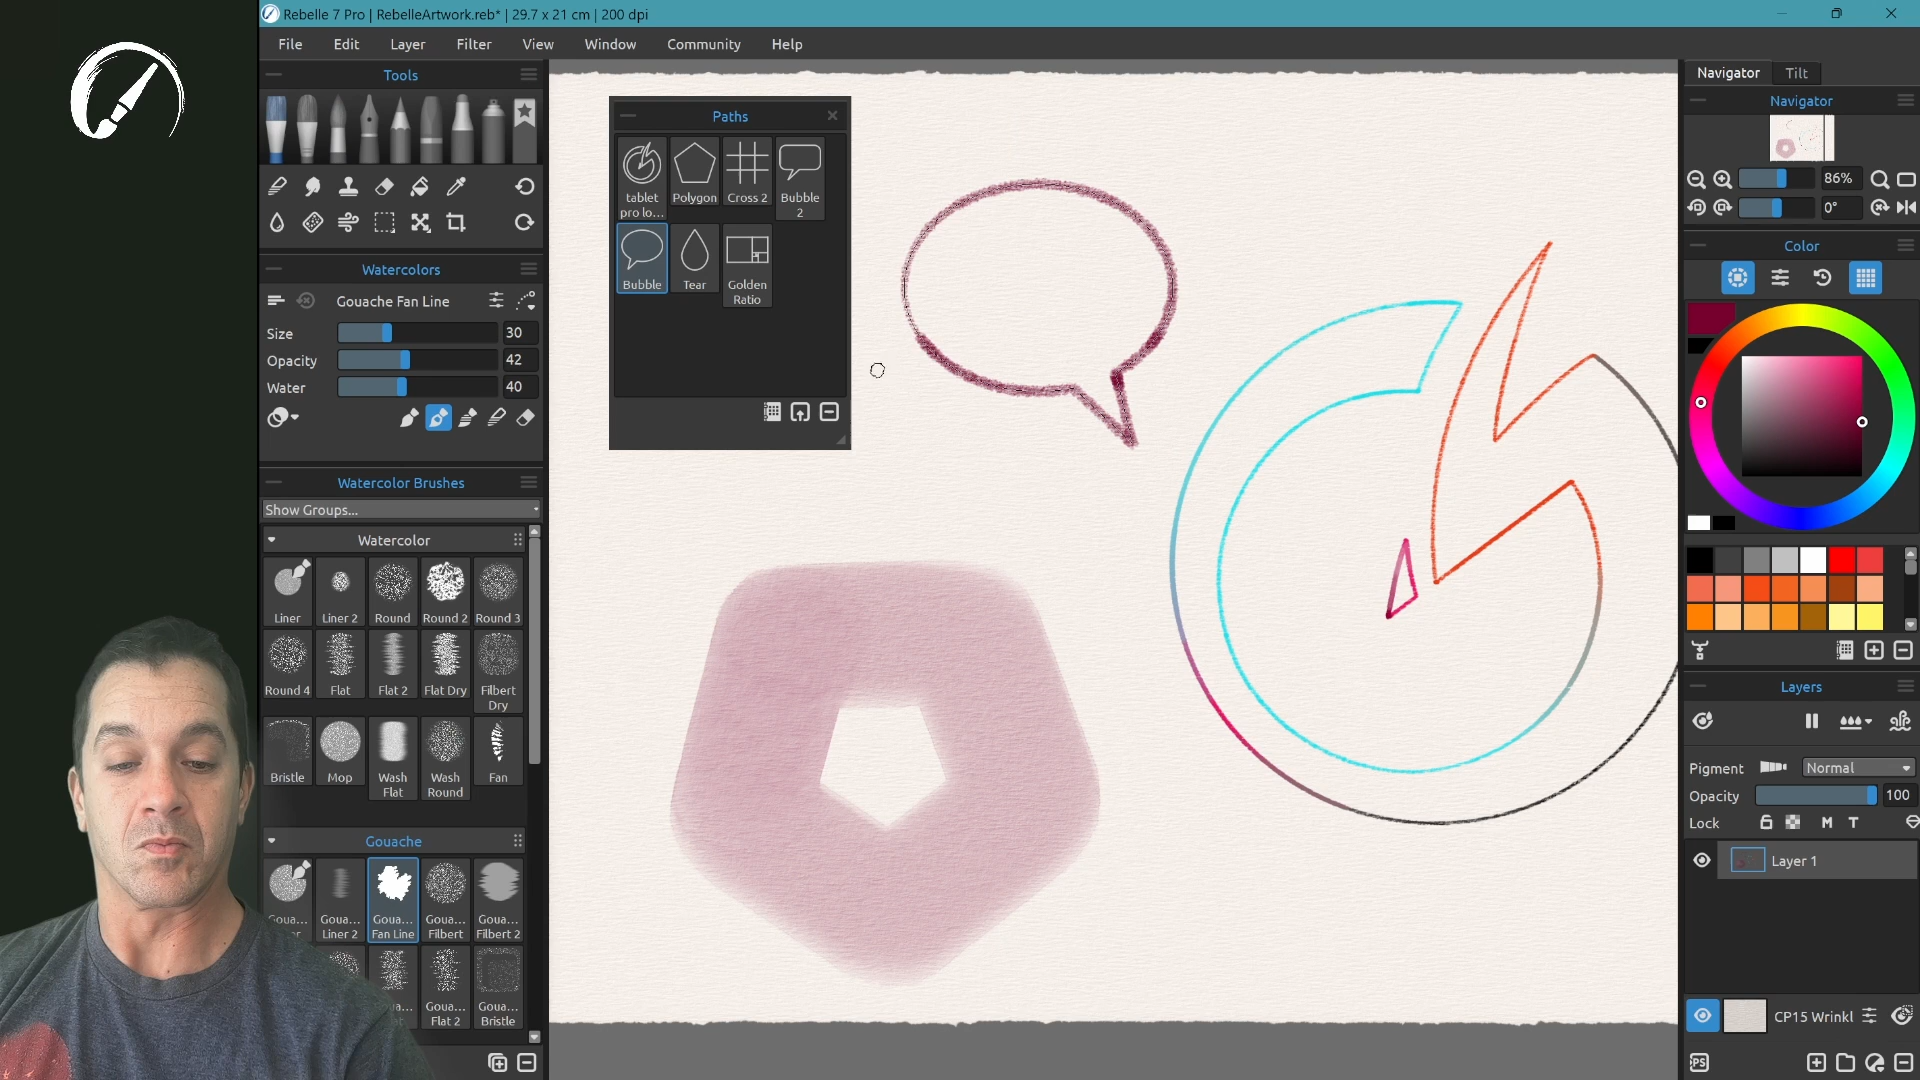 Rebelle 7 Pro | RebelleArtwork.reb* | 29.7 x 21 cm | 200 dpi
File Edit Layer Filter View Window Community Help
Tools
Watercolors
Gouache Fan Line
Size 30
Opacity 42
Water 40
Watercolor Brushes
Show Groups...
Watercolor
Liner Liner 2 Round Round 2 Round 3
Round 4 Flat Flat 2 Flat Dry Filbert Dry
Bristle Mop Wash Flat Wash Round Fan
Gouache
Goua... Goua... Liner 2 Goua... Fan Line Goua... Filbert Goua... Filbert 2
Goua... Flat 2 Goua... Bristle
Paths
tablet pro lo... Polygon Cross 2 Bubble 2
Bubble Tear Golden Ratio
Navigator Tilt
Navigator
86%
0°
Color
Layers
Pigment Normal
Opacity 100
Lock M T
Layer 1
CP15 Wrinkl
PS